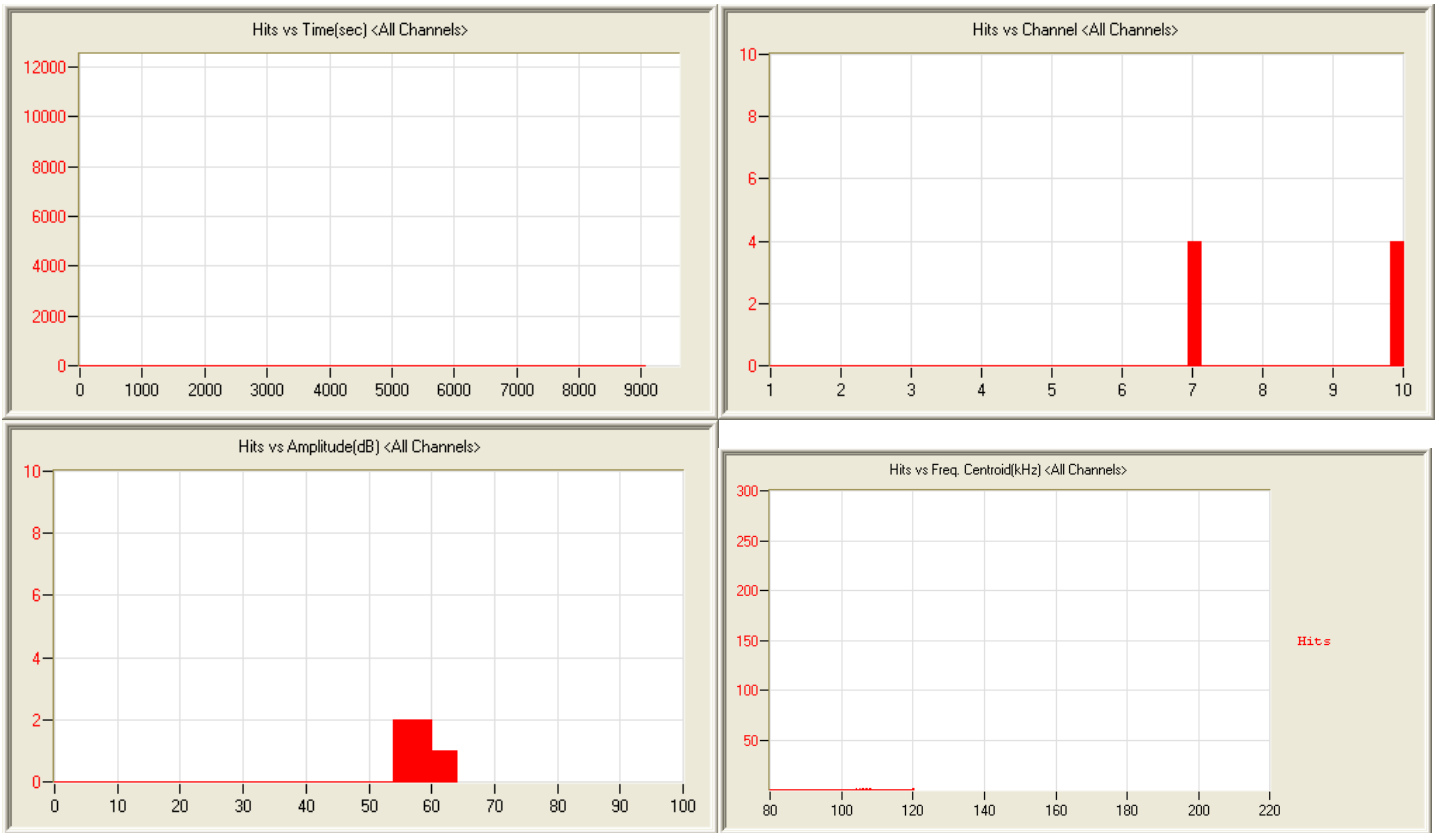 Hits vs Time(sec) <All Channels>
12000
10000
8000
6000
4000
2000
0
0 1000 2000 3000 4000 5000 6000 7000 8000 9000
Hits vs Channel <All Channels>
10
8
6
4
2
0
1 2 3 4 5 6 7 8 9 10
Hits vs Amplitude(dB) <All Channels>
10
8
6
4
2
0
0 10 20 30 40 50 60 70 80 90 100
Hits vs Freq. Centroid(kHz) <All Channels>
300
250
200
150
100
50
80 100 120 140 160 180 200 220
Hits